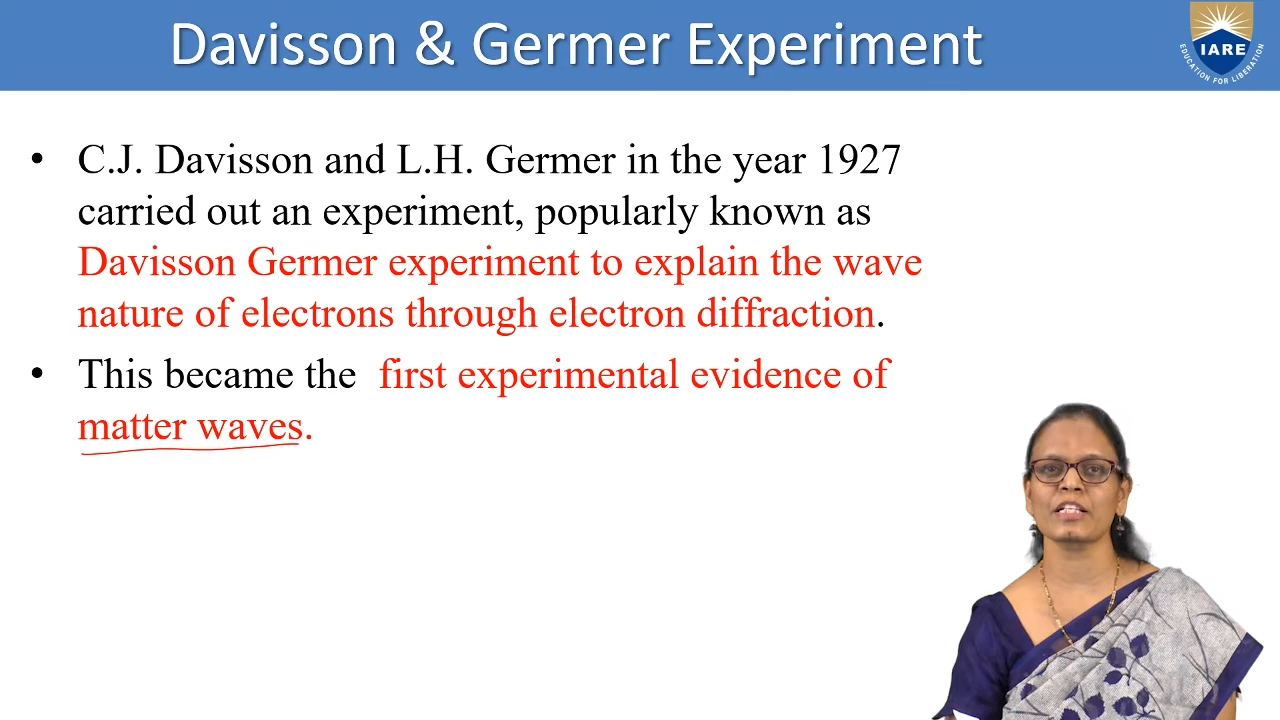 Davisson & Germer Experiment
IARE
EDUCATION FOR LIBERATION
• C.J. Davisson and L.H. Germer in the year 1927
carried out an experiment, popularly known as
Davisson Germer experiment to explain the wave
nature of electrons through electron diffraction.
• This became the first experimental evidence of
matter waves.